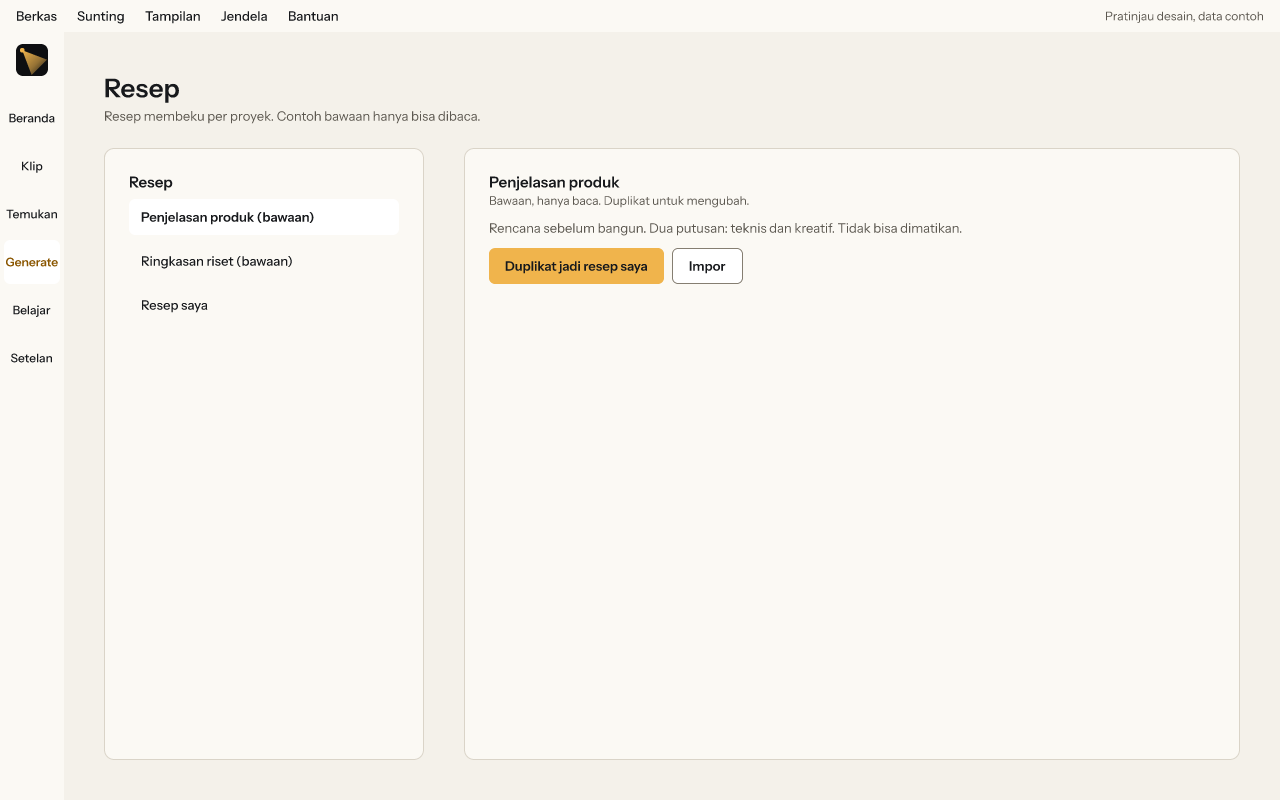 Berkas Sunting Tampilan Jendela Bantuan Pratinjau desain, data contoh
Beranda
Klip
Temukan
Generate
Belajar
Setelan
Resep
Resep membeku per proyek. Contoh bawaan hanya bisa dibaca.
Resep
Penjelasan produk (bawaan)
Ringkasan riset (bawaan)
Resep saya
Penjelasan produk
Bawaan, hanya baca. Duplikat untuk mengubah.
Rencana sebelum bangun. Dua putusan: teknis dan kreatif. Tidak bisa dimatikan.
Duplikat jadi resep saya Impor